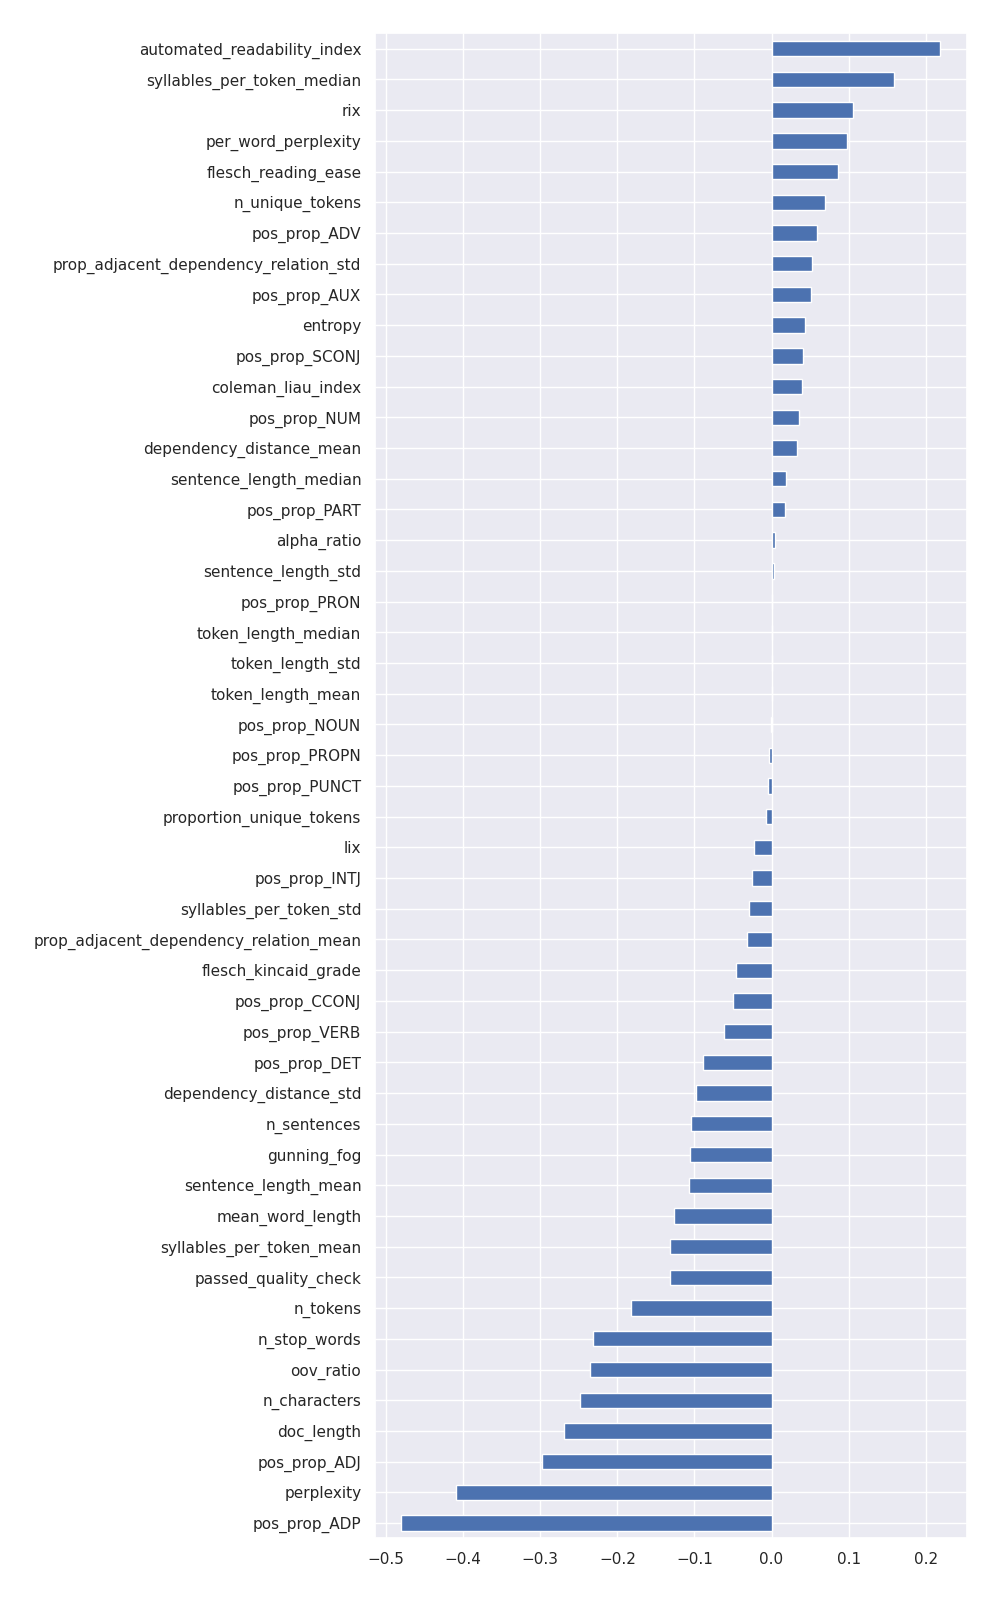 automated_readability_index
syllables_per_token_median
rix
per_word_perplexity
flesch_reading_ease
n_unique_tokens
pos_prop_ADV
prop_adjacent_dependency_relation_std
pos_prop_AUX
entropy
pos_prop_SCONJ
coleman_liau_index
pos_prop_NUM
dependency_distance_mean
sentence_length_median
pos_prop_PART
alpha_ratio
sentence_length_std
pos_prop_PRON
token_length_median
token_length_std
token_length_mean
pos_prop_NOUN
pos_prop_PROPN
pos_prop_PUNCT
proportion_unique_tokens
lix
pos_prop_INTJ
syllables_per_token_std
prop_adjacent_dependency_relation_mean
flesch_kincaid_grade
pos_prop_CCONJ
pos_prop_VERB
pos_prop_DET
dependency_distance_std
n_sentences
gunning_fog
sentence_length_mean
mean_word_length
syllables_per_token_mean
passed_quality_check
n_tokens
n_stop_words
oov_ratio
n_characters
doc_length
pos_prop_ADJ
perplexity
pos_prop_ADP
−0.5 −0.4 −0.3 −0.2 −0.1 0.0 0.1 0.2